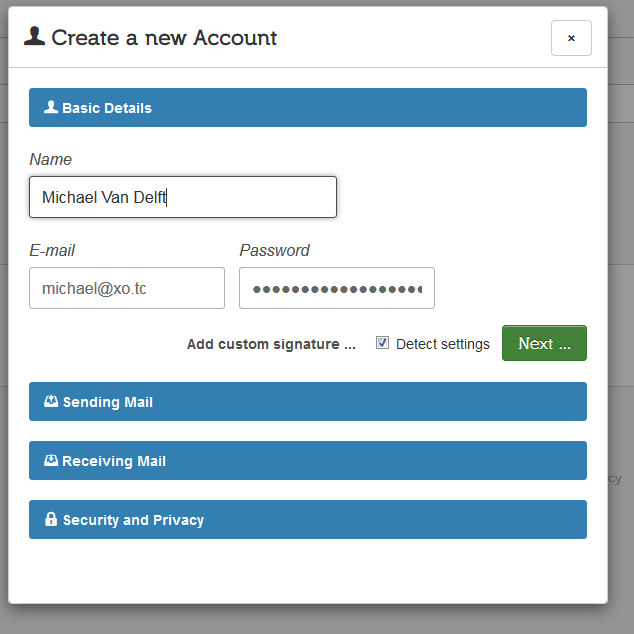 Create a new Account
×
Basic Details
Name
Michael Van Delft
E-mail
Password
michael@xo.tc
••••••••••••••••••
Add custom signature ...
Detect settings
Next ...
Sending Mail
Receiving Mail
cy
Security and Privacy